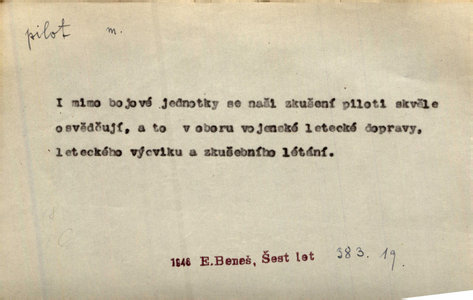 pilot m.
I mimo bojové jednotky se naši zkušení piloti skvěle
osvědčují, a to v oboru vojenské letecké dopravy,
leteckého výcviku a zkušebního létání.
1946 E.Beneš, Šest let 383. 19.